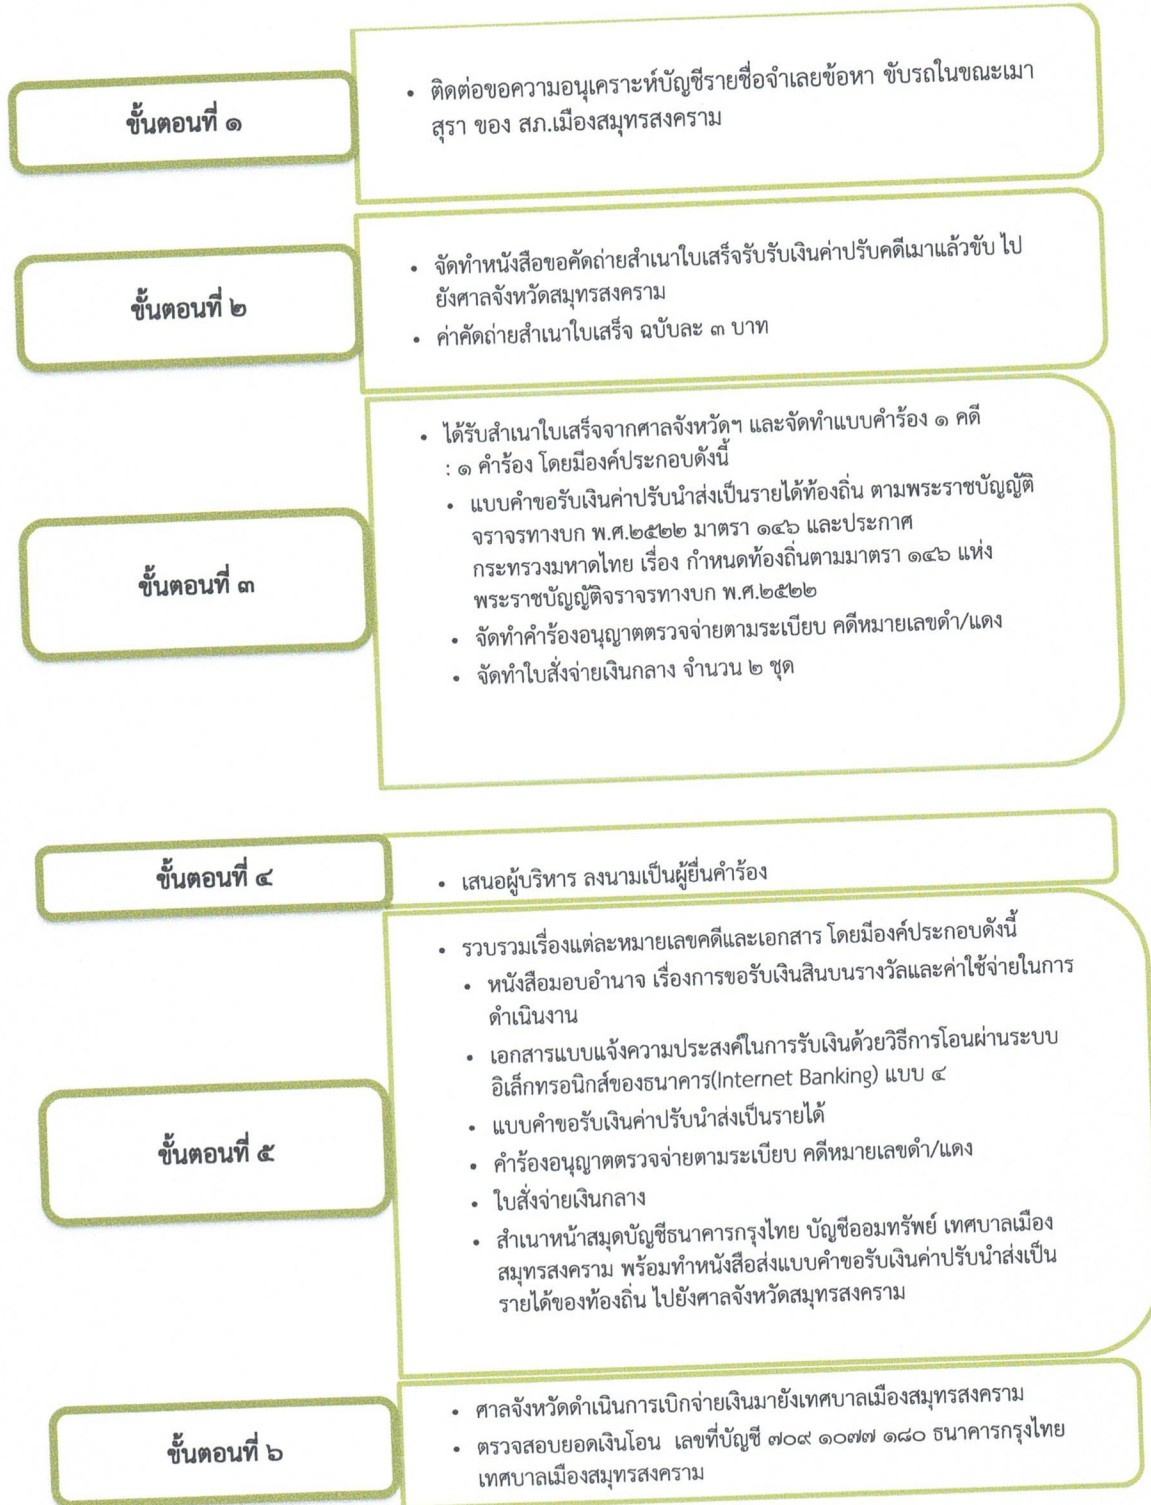 ขั้นตอนที่ ๑
• ติดต่อขอความอนุเคราะห์บัญชีรายชื่อจำเลยข้อหา ขับรถในขณะเมา
สุรา ของ สภ.เมืองสมุทรสงคราม
ขั้นตอนที่ ๒
• จัดทำหนังสือขอคัดถ่ายสำเนาใบเสร็จรับรับเงินค่าปรับคดีเมาแล้วขับ ไป
ยังศาลจังหวัดสมุทรสงคราม
• ค่าคัดถ่ายสำเนาใบเสร็จ ฉบับละ ๓ บาท
ขั้นตอนที่ ๓
• ได้รับสำเนาใบเสร็จจากศาลจังหวัดฯ และจัดทำแบบคำร้อง ๑ คดี
: ๑ คำร้อง โดยมีองค์ประกอบดังนี้
• แบบคำขอรับเงินค่าปรับนำส่งเป็นรายได้ท้องถิ่น ตามพระราชบัญญัติ
จราจรทางบก พ.ศ.๒๕๒๒ มาตรา ๑๔๖ และประกาศ
กระทรวงมหาดไทย เรื่อง กำหนดท้องถิ่นตามมาตรา ๑๔๖ แห่ง
พระราชบัญญัติจราจรทางบก พ.ศ.๒๕๒๒
• จัดทำคำร้องอนุญาตตรวจจ่ายตามระเบียบ คดีหมายเลขดำ/แดง
• จัดทำใบสั่งจ่ายเงินกลาง จำนวน ๒ ชุด
ขั้นตอนที่ ๔
• เสนอผู้บริหาร ลงนามเป็นผู้ยื่นคำร้อง
ขั้นตอนที่ ๕
• รวบรวมเรื่องแต่ละหมายเลขคดีและเอกสาร โดยมีองค์ประกอบดังนี้
• หนังสือมอบอำนาจ เรื่องการขอรับเงินสินบนรางวัลและค่าใช้จ่ายในการ
ดำเนินงาน
• เอกสารแบบแจ้งความประสงค์ในการรับเงินด้วยวิธีการโอนผ่านระบบ
อิเล็กทรอนิกส์ของธนาคาร(Internet Banking) แบบ ๔
• แบบคำขอรับเงินค่าปรับนำส่งเป็นรายได้
• คำร้องอนุญาตตรวจจ่ายตามระเบียบ คดีหมายเลขดำ/แดง
• ใบสั่งจ่ายเงินกลาง
• สำเนาหน้าสมุดบัญชีธนาคารกรุงไทย บัญชีออมทรัพย์ เทศบาลเมือง
สมุทรสงคราม พร้อมทำหนังสือส่งแบบคำขอรับเงินค่าปรับนำส่งเป็น
รายได้ของท้องถิ่น ไปยังศาลจังหวัดสมุทรสงคราม
ขั้นตอนที่ ๖
• ศาลจังหวัดดำเนินการเบิกจ่ายเงินมายังเทศบาลเมืองสมุทรสงคราม
• ตรวจสอบยอดเงินโอน เลขที่บัญชี ๗๐๙ ๑๐๗๗ ๑๘๐ ธนาคารกรุงไทย
เทศบาลเมืองสมุทรสงคราม